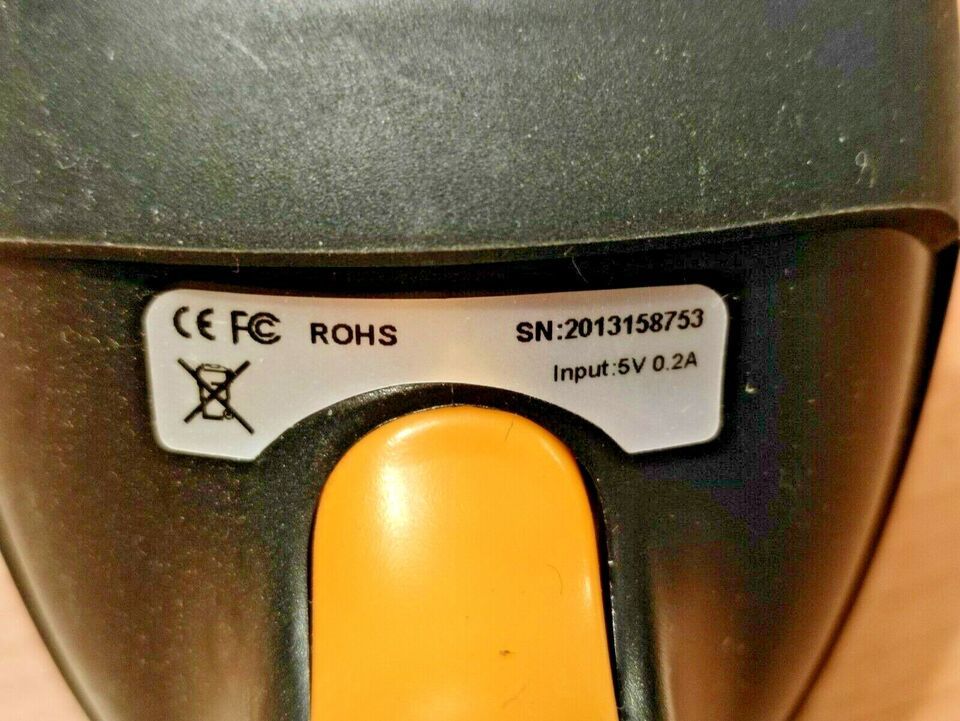 CE FC ROHS
SN:2013158753
Input:5V 0.2A